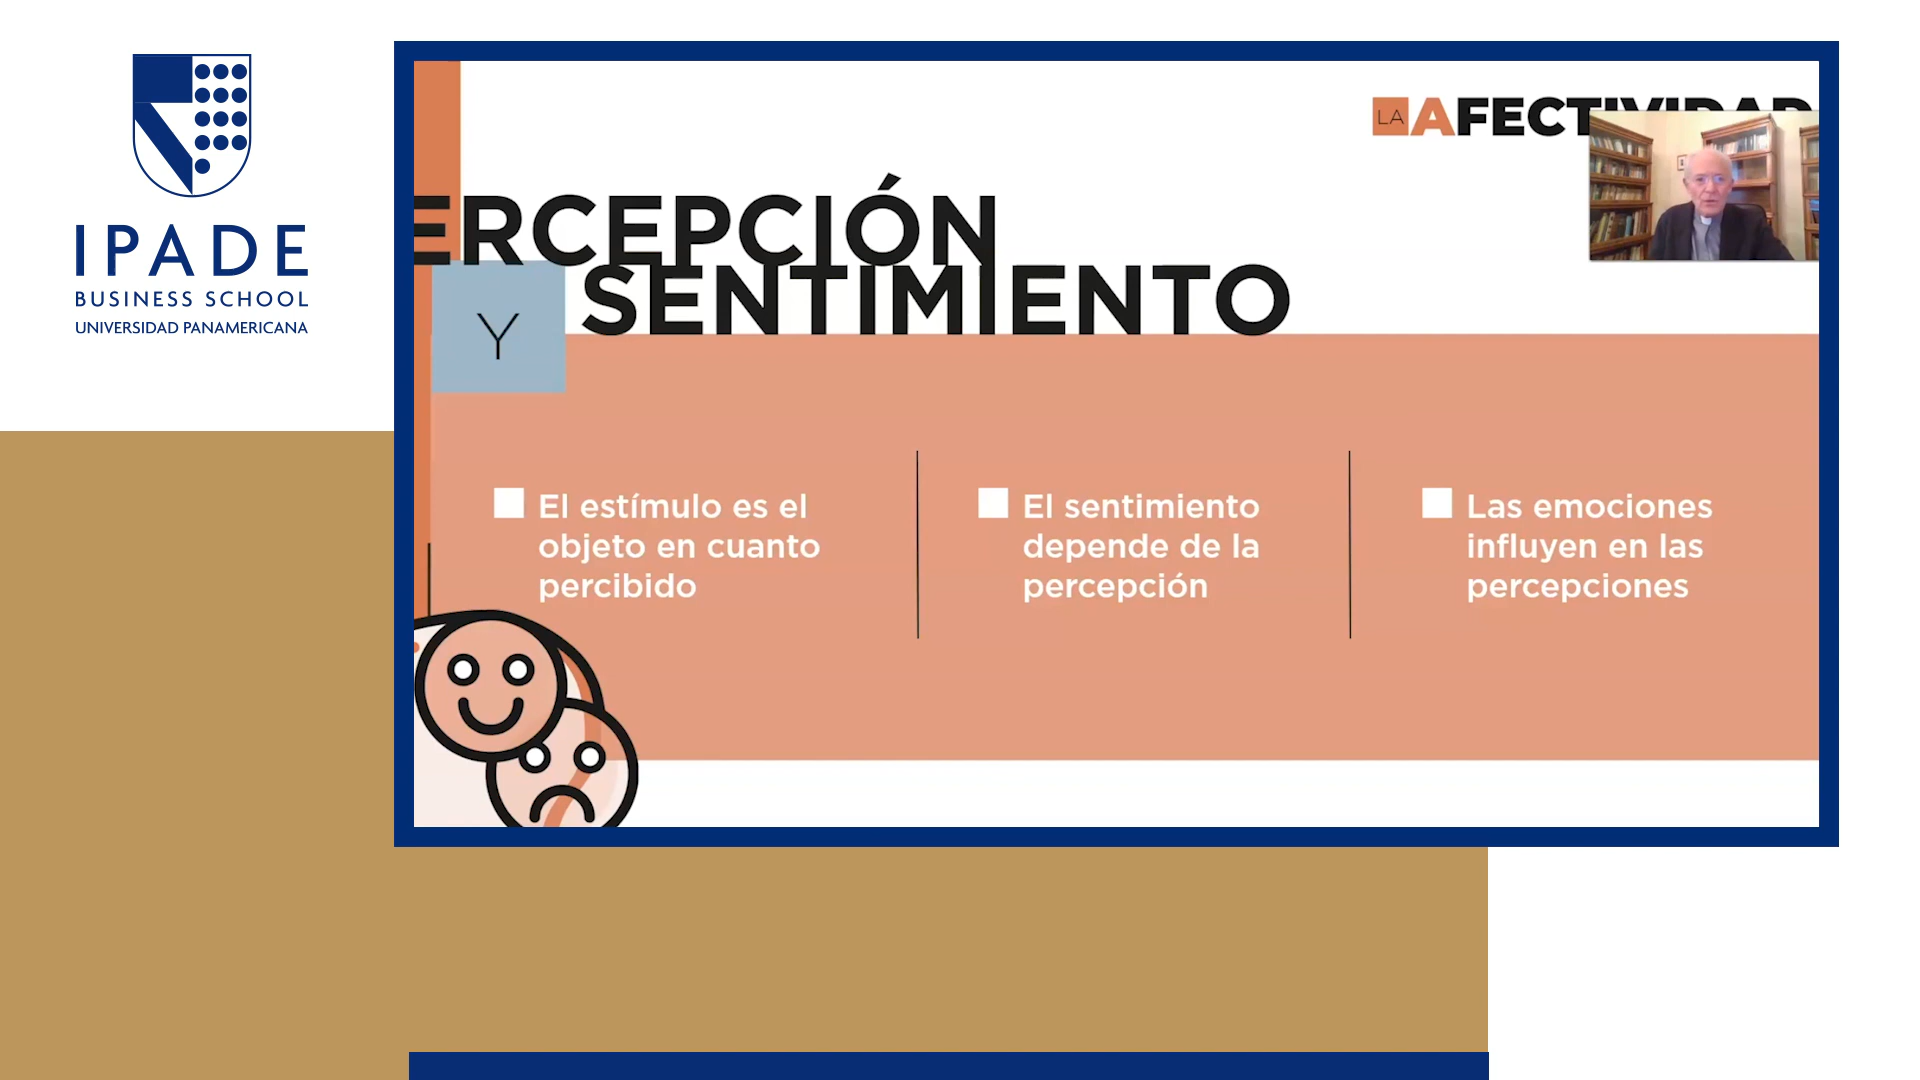 IPADE
BUSINESS SCHOOL
UNIVERSIDAD PANAMERICANA
LA AFECTIVIDAD
ERCEPCIÓN
Y SENTIMIENTO
El estímulo es el
objeto en cuanto
percibido
El sentimiento
depende de la
percepción
Las emociones
influyen en las
percepciones